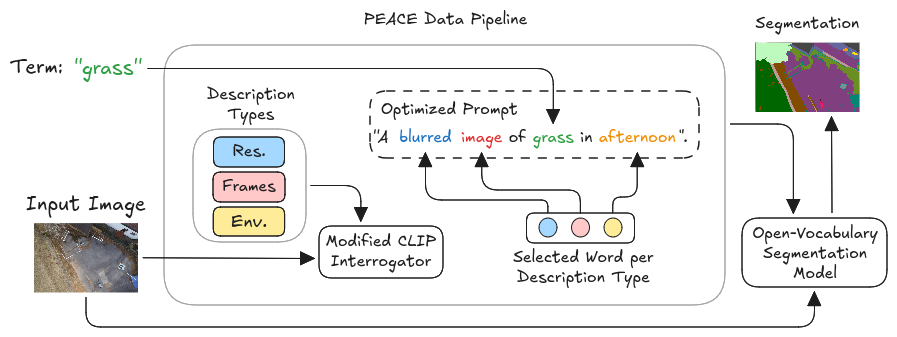 PEACE Data Pipeline
Segmentation
Term: "grass"
Description
Types
Res.
Frames
Env.
Optimized Prompt
"A blurred image of grass in afternoon".
Input Image
Modified CLIP
Interrogator
Selected Word per
Description Type
Open-Vocabulary
Segmentation
Model